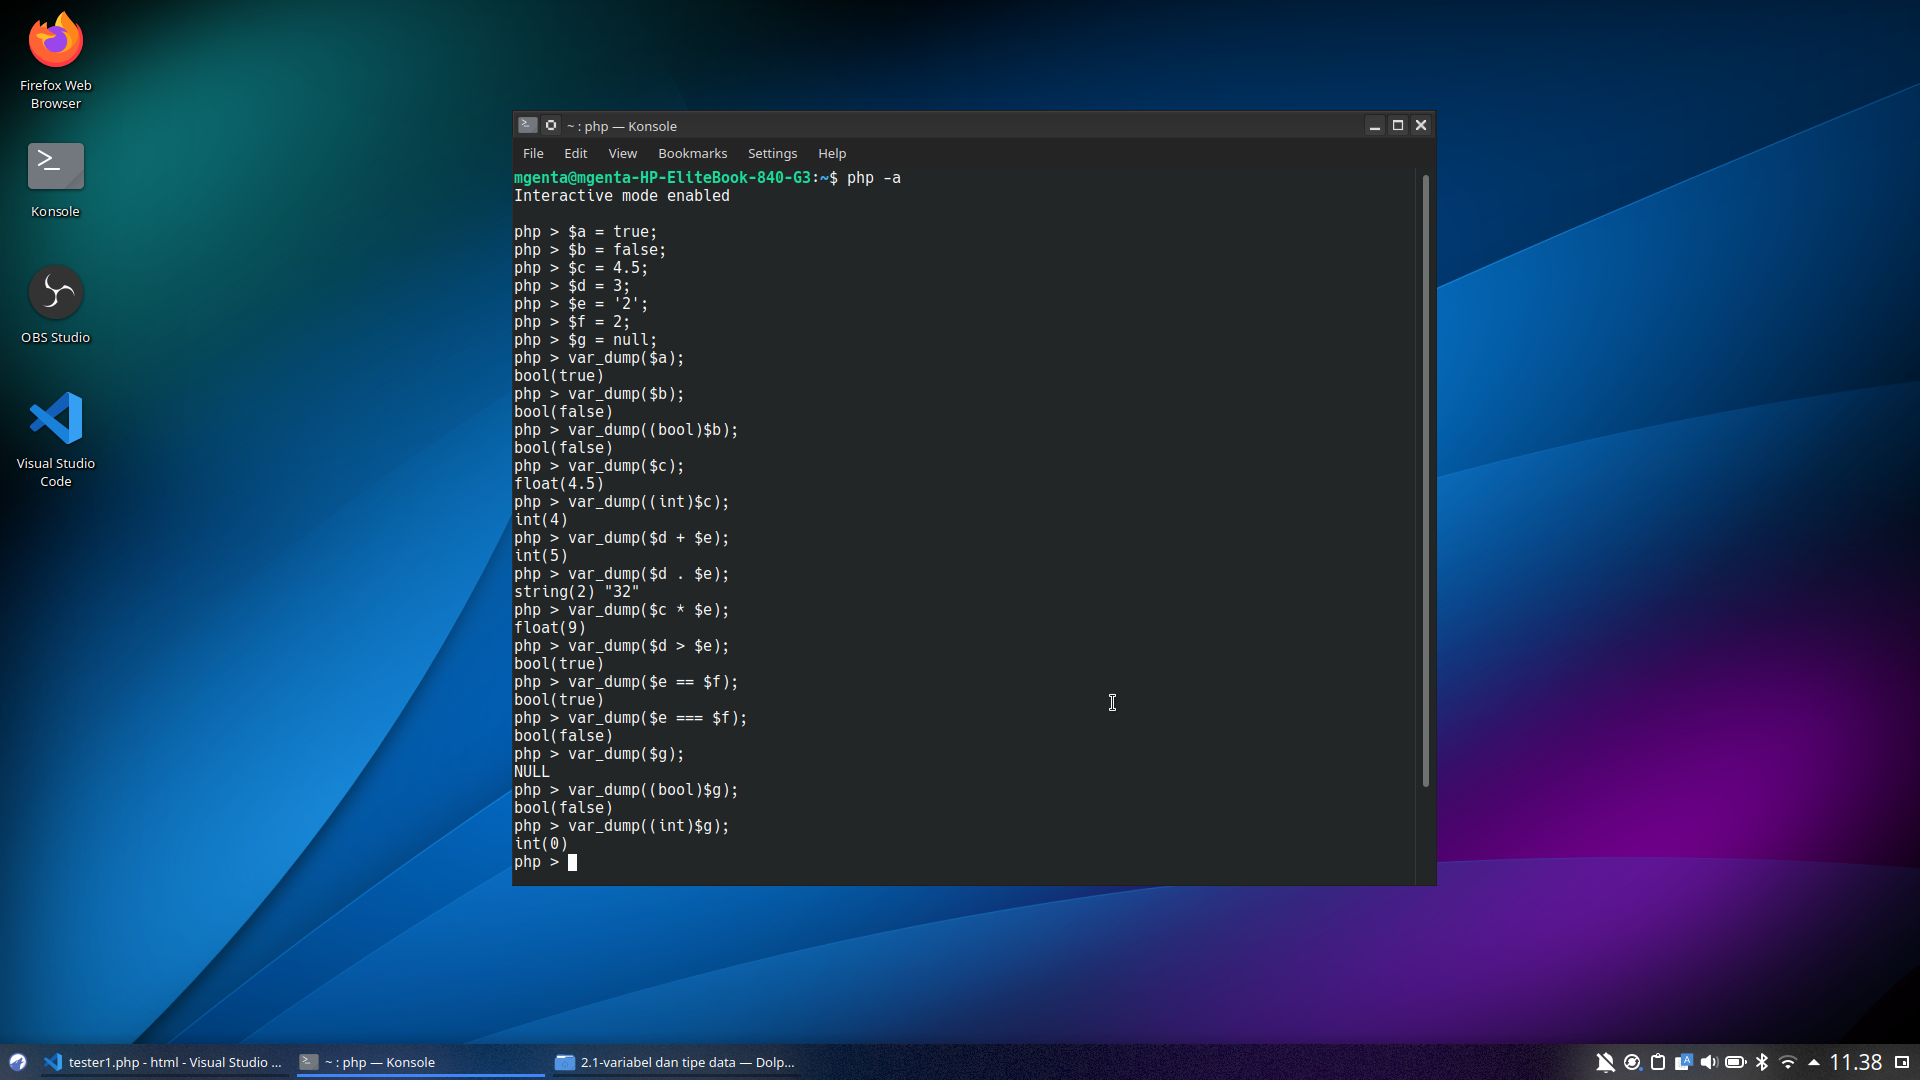 Firefox Web
Browser
Konsole
OBS Studio
Visual Studio
Code
~ : php — Konsole
File Edit View Bookmarks Settings Help
mgenta@mgenta-HP-EliteBook-840-G3:~$ php -a
Interactive mode enabled
php > $a = true;
php > $b = false;
php > $c = 4.5;
php > $d = 3;
php > $e = '2';
php > $f = 2;
php > $g = null;
php > var_dump($a);
bool(true)
php > var_dump($b);
bool(false)
php > var_dump((bool)$b);
bool(false)
php > var_dump($c);
float(4.5)
php > var_dump((int)$c);
int(4)
php > var_dump($d + $e);
int(5)
php > var_dump($d . $e);
string(2) "32"
php > var_dump($c * $e);
float(9)
php > var_dump($d > $e);
bool(true)
php > var_dump($e == $f);
bool(true)
php > var_dump($e === $f);
bool(false)
php > var_dump($g);
NULL
php > var_dump((bool)$g);
bool(false)
php > var_dump((int)$g);
int(0)
php >
tester1.php - html - Visual Studio ... ~ : php — Konsole 2.1-variabel dan tipe data — Dolp... A 11.38